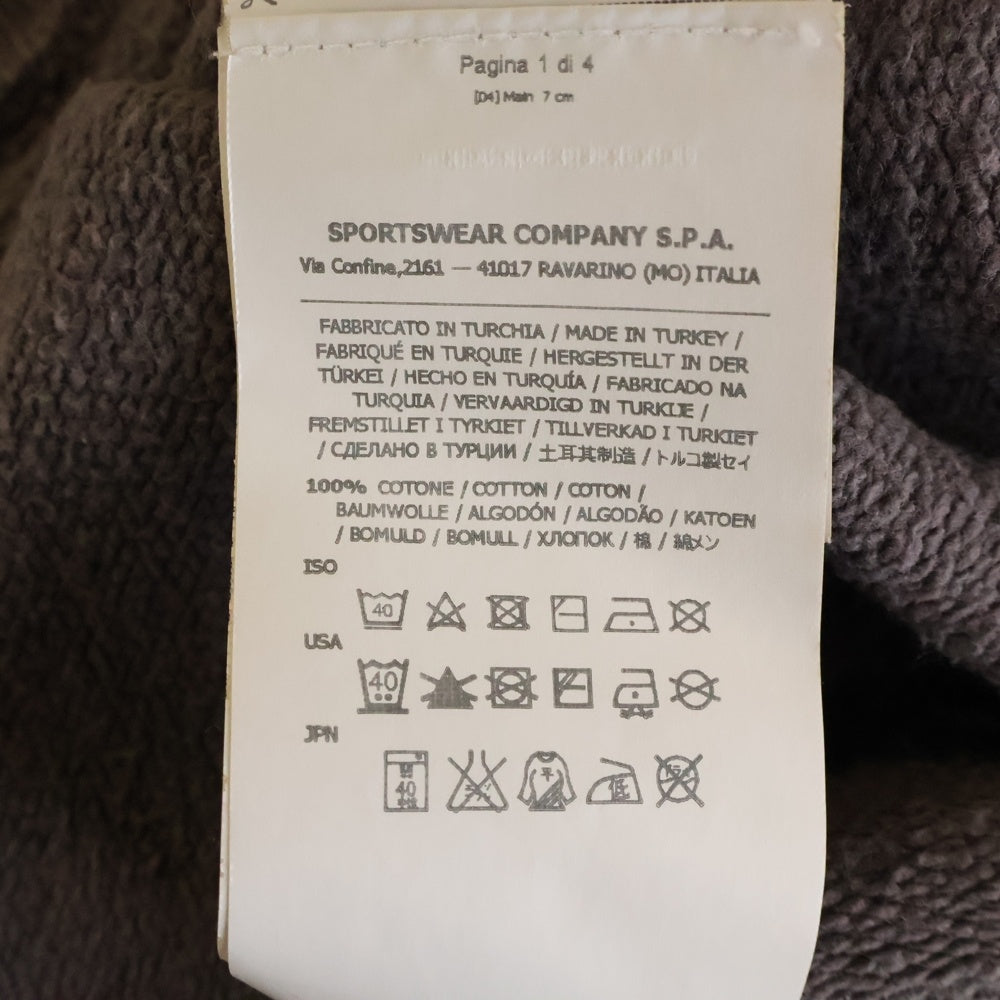 Pagina 1 di 4
[D4] Main 7 cm
SPORTSWEAR COMPANY S.P.A.
Via Confine,2161 — 41017 RAVARINO (MO) ITALIA
FABBRICATO IN TURCHIA / MADE IN TURKEY /
FABRIQUÉ EN TURQUIE / HERGESTELLT IN DER
TÜRKEI / HECHO EN TURQUÍA / FABRICADO NA
TURQUIA / VERVAARDIGD IN TURKIJE /
FREMSTILLET I TYRKIET / TILLVERKAD I TURKIET
/ СДЕЛАНО В ТУРЦИИ / 土耳其制造 / トルコ製セイ
100% COTONE / COTTON / COTON /
BAUMWOLLE / ALGODÓN / ALGODÃO / KATOEN
/ BOMULD / BOMULL / ХЛОПОК / 棉 / 綿メン
ISO
40
USA
40
JPN
40 平 低